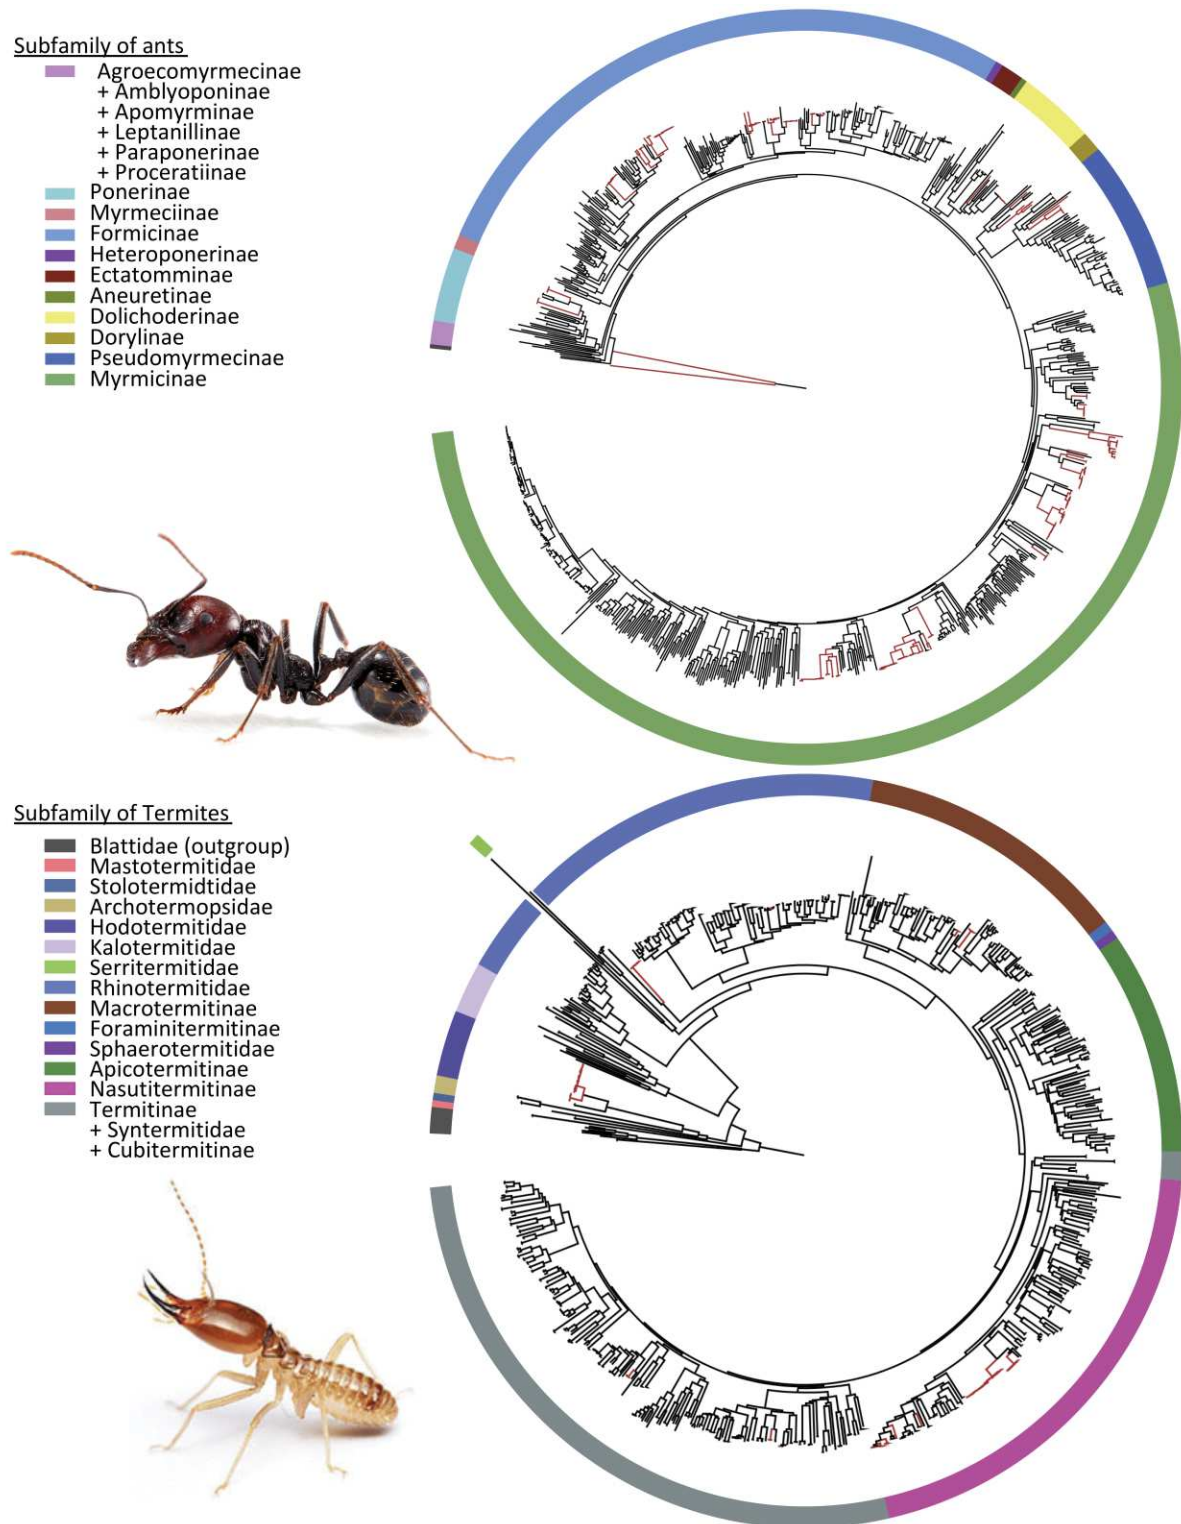 Subfamily of ants
Agroecomyrmecinae
+ Amblyoponinae
+ Apomyrminae
+ Leptanillinae
+ Paraponerinae
+ Proceratiinae
Ponerinae
Myrmeciinae
Formicinae
Heteroponerinae
Ectatomminae
Aneuretinae
Dolichoderinae
Dorylinae
Pseudomyrmecinae
Myrmicinae
Subfamily of Termites
Blattidae (outgroup)
Mastotermitidae
Stolotermidtidae
Archotermopsidae
Hodotermitidae
Kalotermitidae
Serritermitidae
Rhinotermitidae
Macrotermitinae
Foraminitermitinae
Sphaerotermitidae
Apicotermitinae
Nasutitermitinae
Termitinae
+ Syntermitidae
+ Cubitermitinae